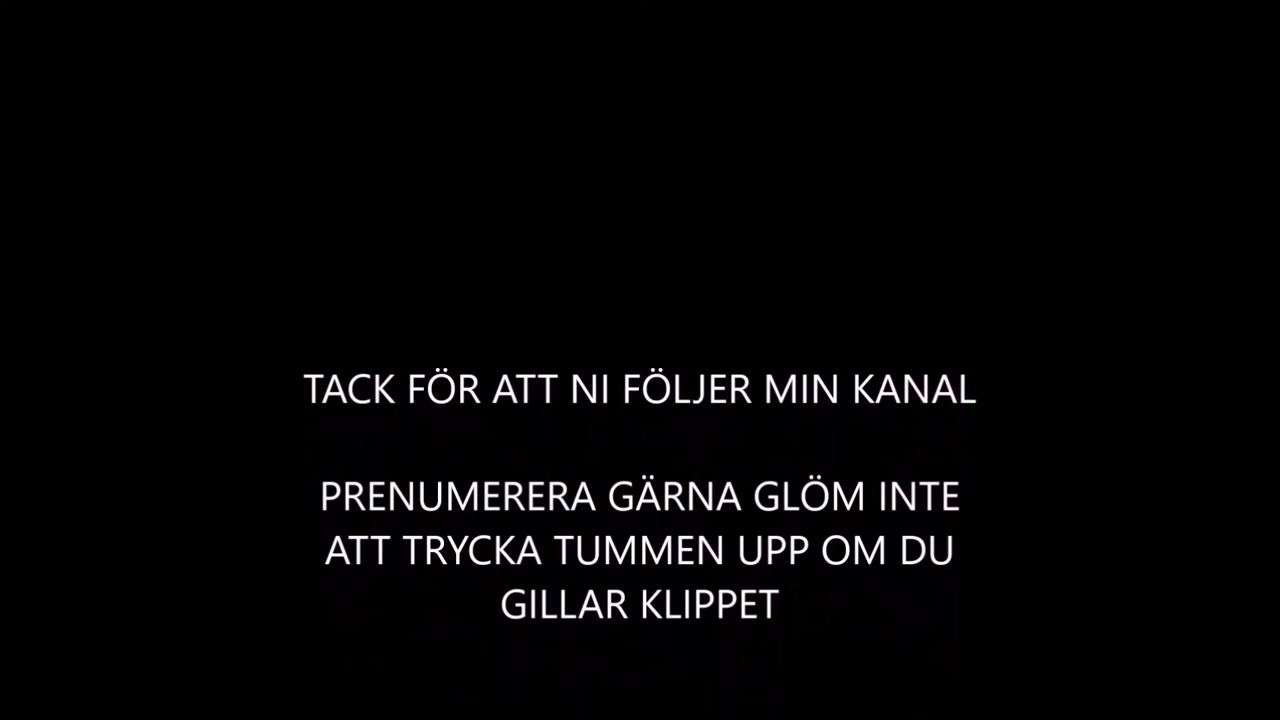 TACK FÖR ATT NI FÖLJER MIN KANAL
PRENUMERERA GÄRNA GLÖM INTE
ATT TRYCKA TUMMEN UPP OM DU
GILLAR KLIPPET